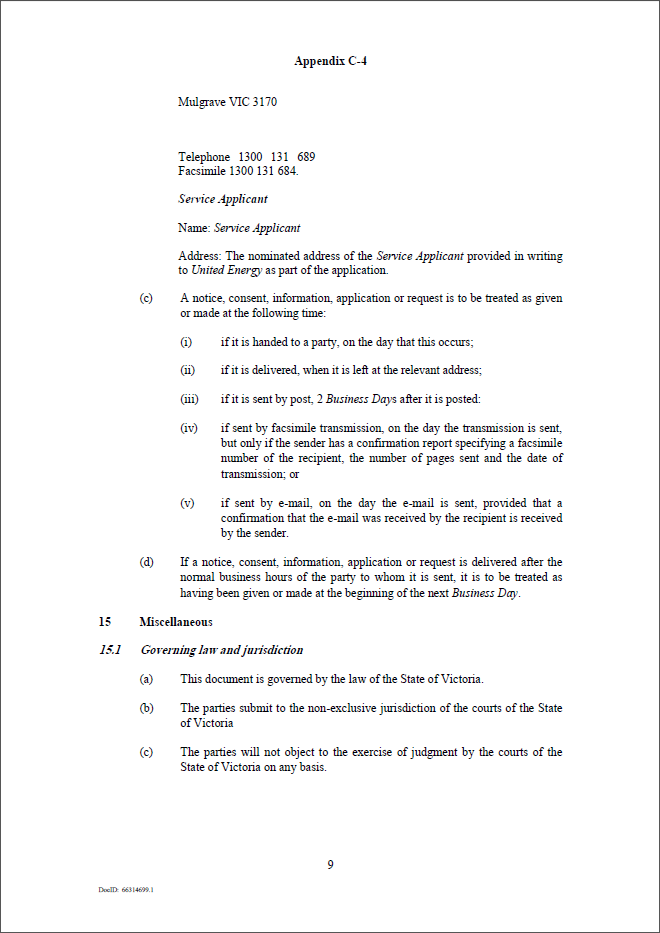 Appendix C-4
Mulgrave VIC 3170
Telephone 1300 131 689
Facsimile 1300 131 684.
Service Applicant
Name: Service Applicant
Address: The nominated address of the Service Applicant provided in writing
to United Energy as part of the application.
(c) A notice, consent, information, application or request is to be treated as given
or made at the following time:
(i) if it is handed to a party, on the day that this occurs;
(ii) if it is delivered, when it is left at the relevant address;
(iii) if it is sent by post, 2 Business Days after it is posted:
(iv) if sent by facsimile transmission, on the day the transmission is sent,
but only if the sender has a confirmation report specifying a facsimile
number of the recipient, the number of pages sent and the date of
transmission; or
(v) if sent by e-mail, on the day the e-mail is sent, provided that a
confirmation that the e-mail was received by the recipient is received
by the sender.
(d) If a notice, consent, information, application or request is delivered after the
normal business hours of the party to whom it is sent, it is to be treated as
having been given or made at the beginning of the next Business Day.
15 Miscellaneous
15.1 Governing law and jurisdiction
(a) This document is governed by the law of the State of Victoria.
(b) The parties submit to the non-exclusive jurisdiction of the courts of the State
of Victoria
(c) The parties will not object to the exercise of judgment by the courts of the
State of Victoria on any basis.
9
DocID: 66314699.1